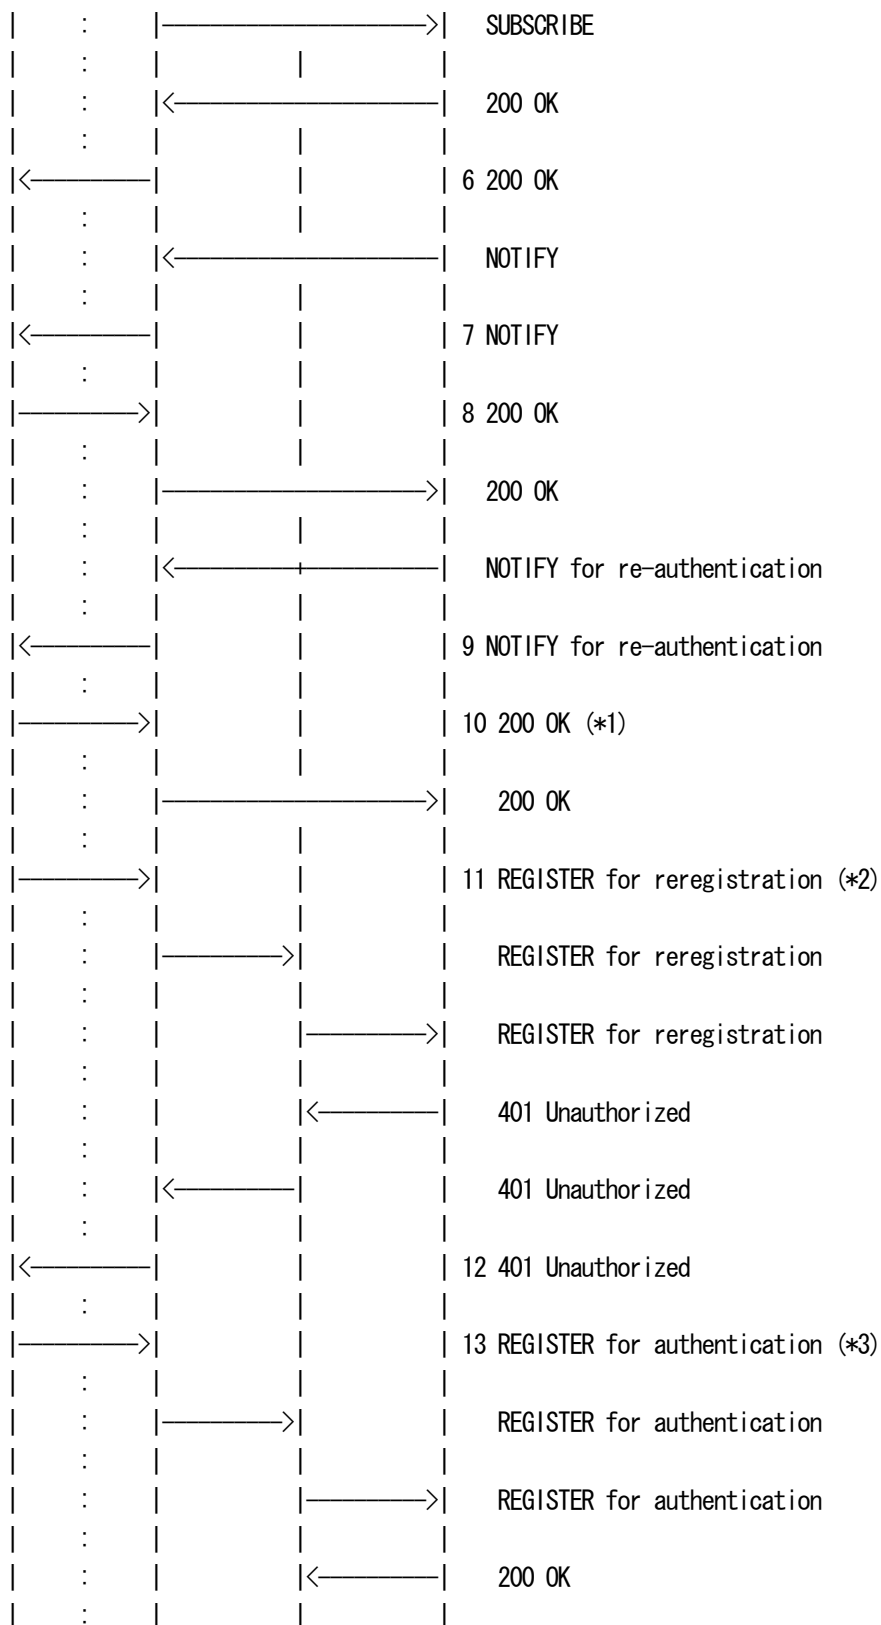 SUBSCRIBE
200 OK
6 200 OK
NOTIFY
7 NOTIFY
8 200 OK
200 OK
NOTIFY for re-authentication
9 NOTIFY for re-authentication
10 200 OK (*1)
200 OK
11 REGISTER for reregistration (*2)
REGISTER for reregistration
REGISTER for reregistration
401 Unauthorized
401 Unauthorized
12 401 Unauthorized
13 REGISTER for authentication (*3)
REGISTER for authentication
REGISTER for authentication
200 OK